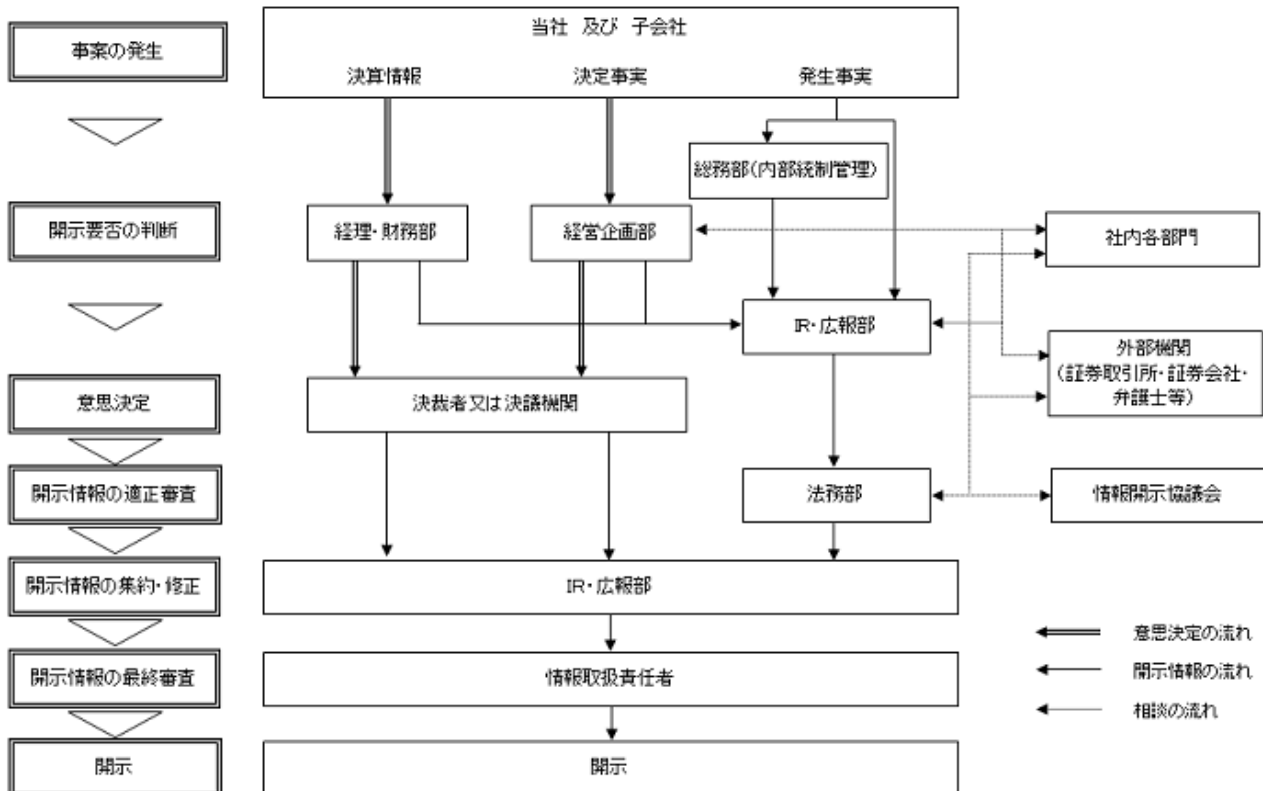 当社 及び 子会社
事案の発生
決算情報 決定事実 発生事実
総務部(内部統制管理)
開示要否の判断
経理・財務部
経営企画部
社内各部門
IR・広報部
外部機関
(証券取引所・証券会社・
弁護士等)
意思決定
決裁者又は決議機関
開示情報の適正審査
法務部
情報開示協議会
開示情報の集約・修正
IR・広報部
意思決定の流れ
開示情報の最終審査
情報取扱責任者
開示情報の流れ
相談の流れ
開示
開示